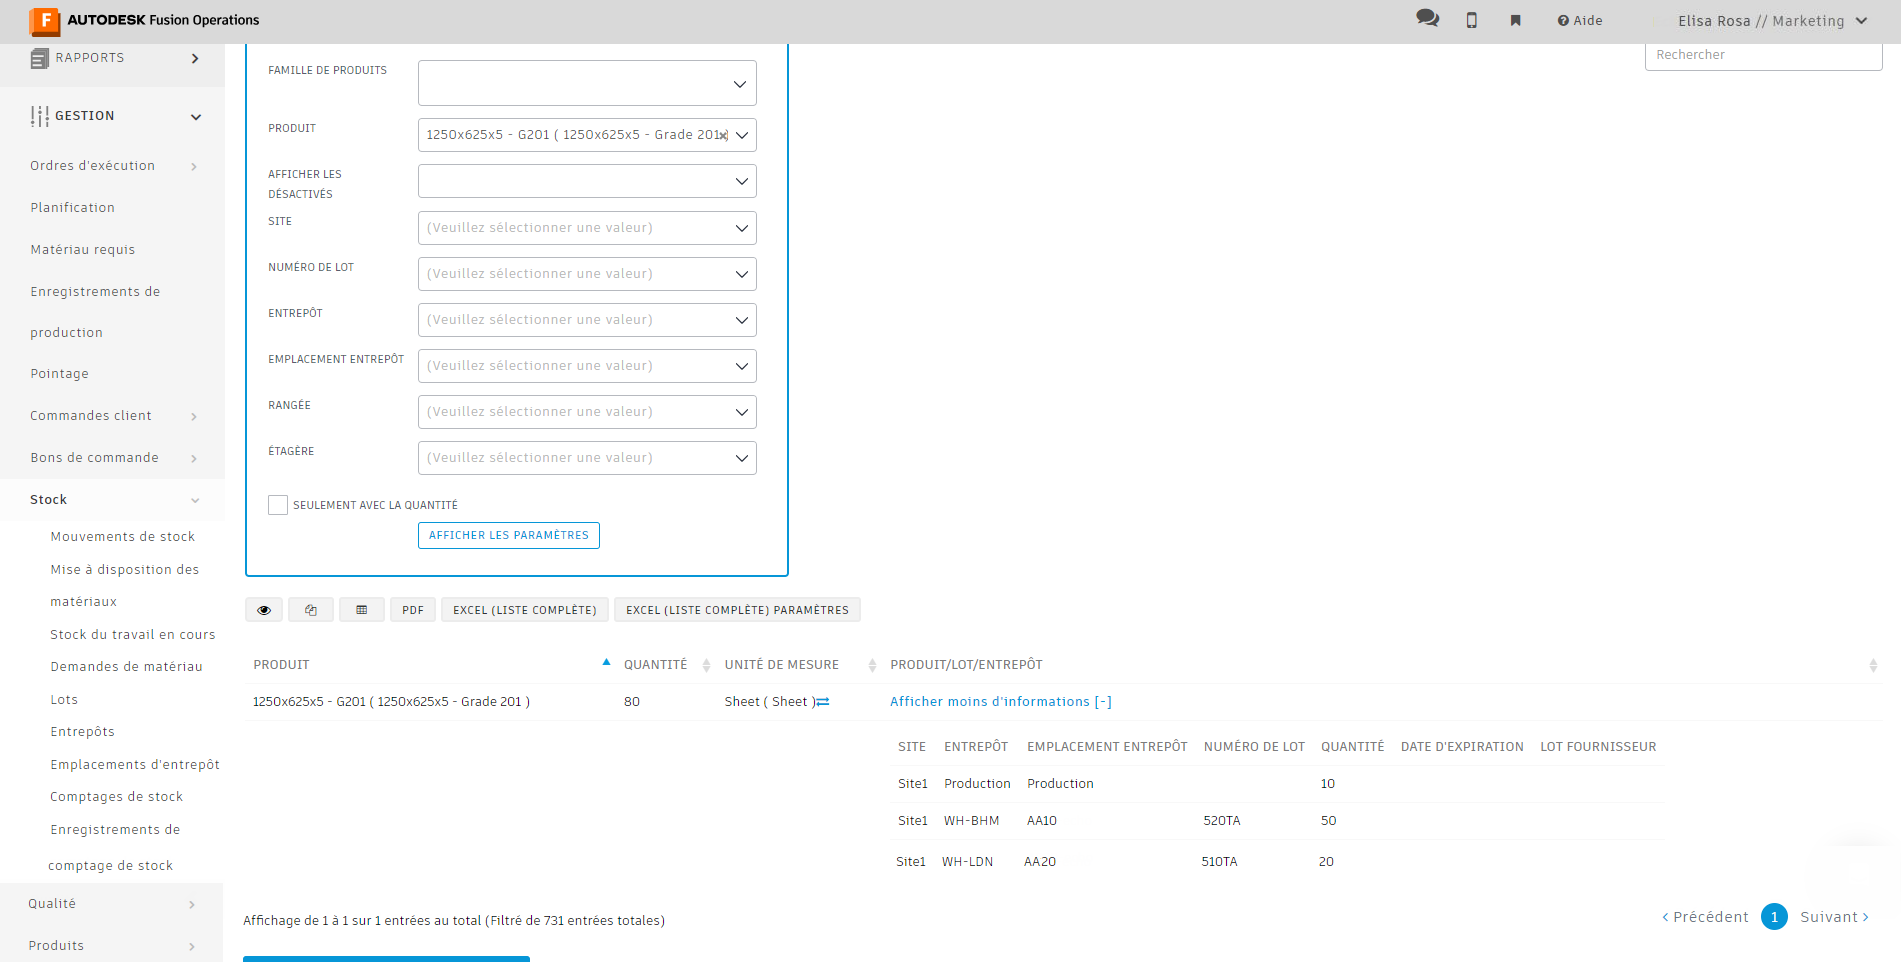 AUTODESK Fusion Operations
Aide
Elisa Rosa // Marketing
RAPPORTS
GESTION
Ordres d'exécution
Planification
Matériau requis
Enregistrements de
production
Pointage
Commandes client
Bons de commande
Stock
Mouvements de stock
Mise à disposition des
matériaux
Stock du travail en cours
Demandes de matériau
Lots
Entrepôts
Emplacements d'entrepôt
Comptages de stock
Enregistrements de
comptage de stock
Qualité
Produits
Rechercher
FAMILLE DE PRODUITS
PRODUIT
1250x625x5 - G201 ( 1250x625x5 - Grade 201 )
AFFICHER LES
DÉSACTIVÉS
SITE
(Veuillez sélectionner une valeur)
NUMÉRO DE LOT
(Veuillez sélectionner une valeur)
ENTREPÔT
(Veuillez sélectionner une valeur)
EMPLACEMENT ENTREPÔT
(Veuillez sélectionner une valeur)
RANGÉE
(Veuillez sélectionner une valeur)
ÉTAGÈRE
(Veuillez sélectionner une valeur)
SEULEMENT AVEC LA QUANTITÉ
AFFICHER LES PARAMÈTRES
PDF
EXCEL (LISTE COMPLÈTE)
EXCEL (LISTE COMPLÈTE) PARAMÈTRES
PRODUIT QUANTITÉ UNITÉ DE MESURE PRODUIT/LOT/ENTREPÔT
1250x625x5 - G201 ( 1250x625x5 - Grade 201 ) 80 Sheet ( Sheet ) Afficher moins d'informations [-]
SITE ENTREPÔT EMPLACEMENT ENTREPÔT NUMÉRO DE LOT QUANTITÉ DATE D'EXPIRATION LOT FOURNISSEUR
Site1 Production Production 10
Site1 WH-BHM AA10 520TA 50
Site1 WH-LDN AA20 510TA 20
Affichage de 1 à 1 sur 1 entrées au total (Filtré de 731 entrées totales)
< Précédent 1 Suivant >